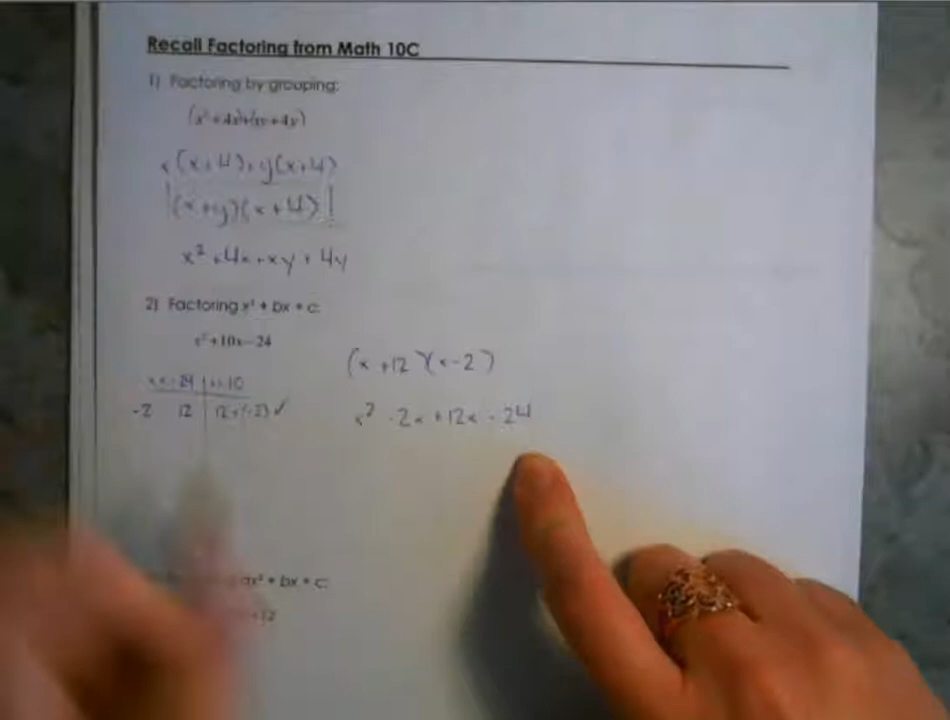 Recall Factoring from Math 10C
1) Factoring by grouping:
(x²+4x)+(xy+4y)
x(x+4)+y(x+4)
(x+y)(x+4)
x² + 4x + xy + 4y
2) Factoring x² + bx + c:
x²+10x−24
(x +12)(x-2)
x x -24 | + 10
-2 12 | 12+(-2) ✓
x² - 2x + 12x - 24
ax² + bx + c:
+12